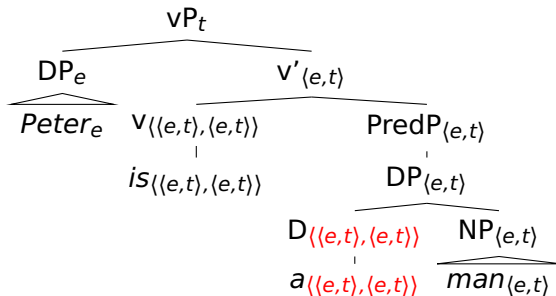 vP_t
DP_e v'_⟨e,t⟩
Peter_e v_⟨⟨e,t⟩,⟨e,t⟩⟩ PredP_⟨e,t⟩
is_⟨⟨e,t⟩,⟨e,t⟩⟩ DP_⟨e,t⟩
D_⟨⟨e,t⟩,⟨e,t⟩⟩ NP_⟨e,t⟩
a_⟨⟨e,t⟩,⟨e,t⟩⟩ man_⟨e,t⟩